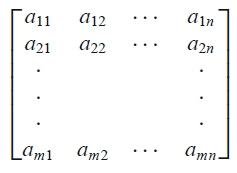 a11 a12 ··· a1n
a21 a22 ··· a2n
· ·
· ·
· ·
am1 am2 ··· amn